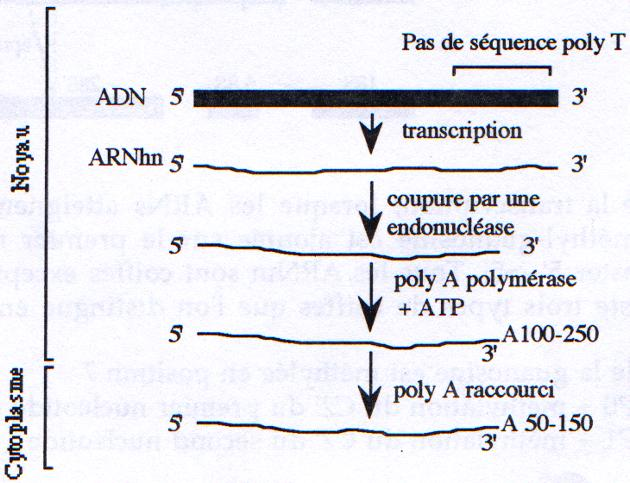 Noyau
Pas de séquence poly T
ADN 5' 3'
transcription
ARNhn 5' 3'
coupure par une
endonucléase
5'
poly A polymérase
+ ATP
5' 3' A100-250
Cytoplasme
poly A raccourci
5' 3' A 50-150